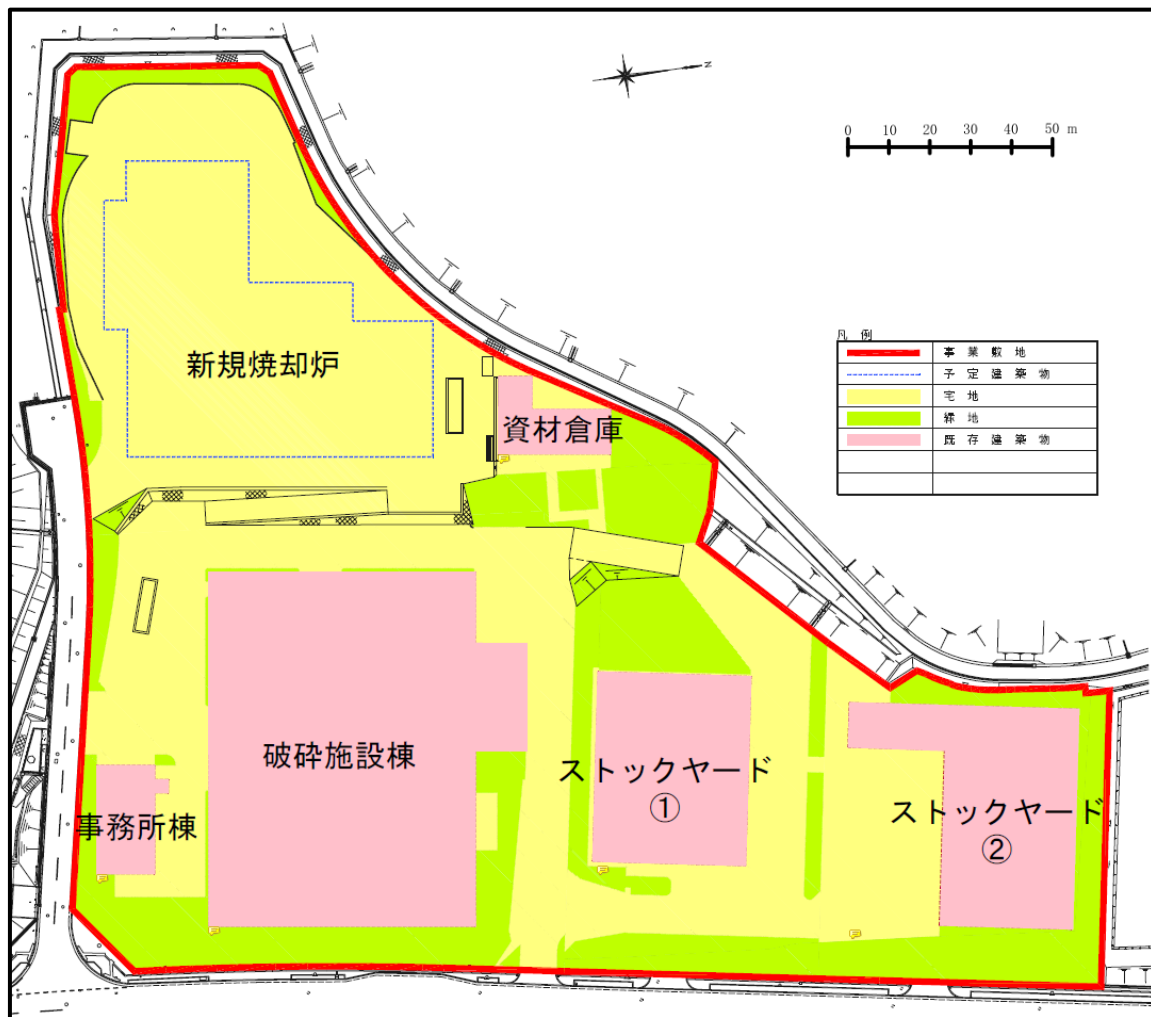 N
0 10 20 30 40 50 m
凡 例
事 業 敷 地
予 定 建 築 物
宅 地
緑 地
既 存 建 築 物
新規焼却炉
資材倉庫
破砕施設棟
ストックヤード
①
ストックヤード
②
事務所棟